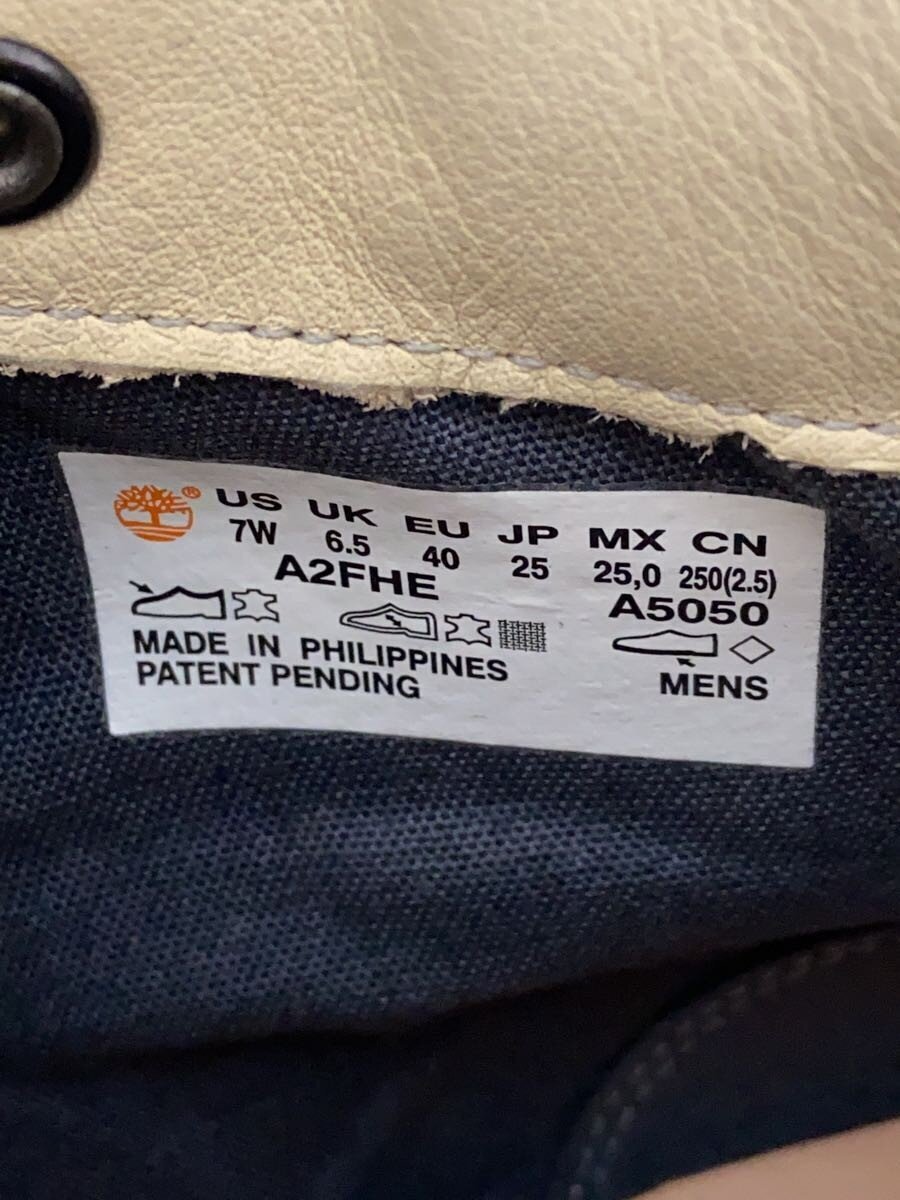 ® US UK EU JP MX CN
7W 6.5 40 25 25,0 250(2.5)
A2FHE A5050
MADE IN PHILIPPINES
PATENT PENDING MENS